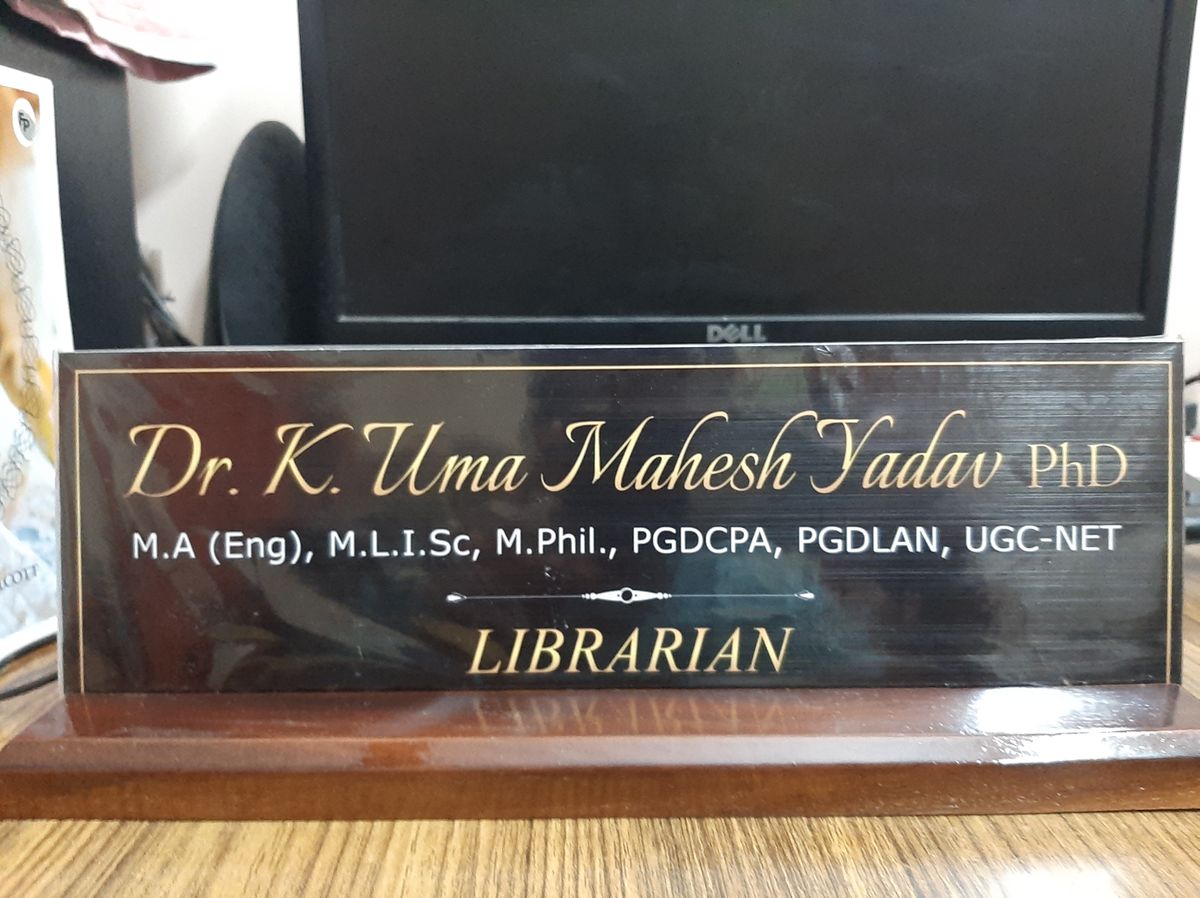 DELL
Dr. K. Uma Mahesh Yadav PhD
M.A (Eng), M.L.I.Sc, M.Phil., PGDCPA, PGDLAN, UGC-NET
LIBRARIAN